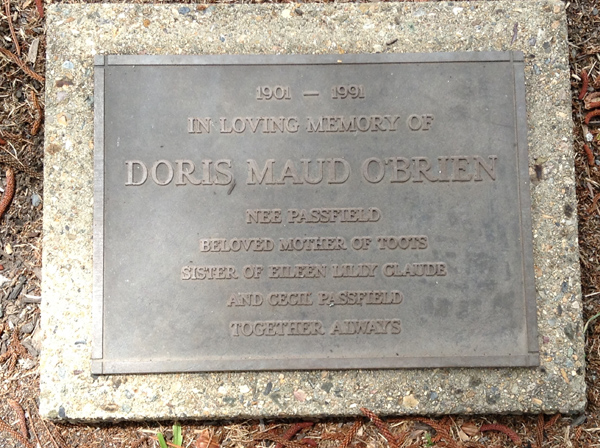 1901 — 1991
IN LOVING MEMORY OF
DORIS MAUD O'BRIEN
NEE PASSFIELD
BELOVED MOTHER OF TOOTS
SISTER OF EILEEN LILLY CLAUDE
AND CECIL PASSFIELD
TOGETHER ALWAYS